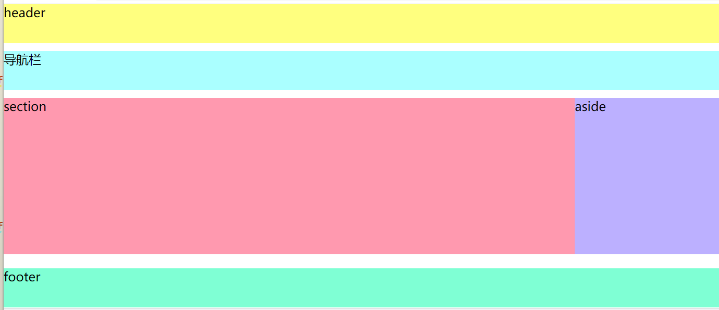 header
导航栏
section
aside
footer